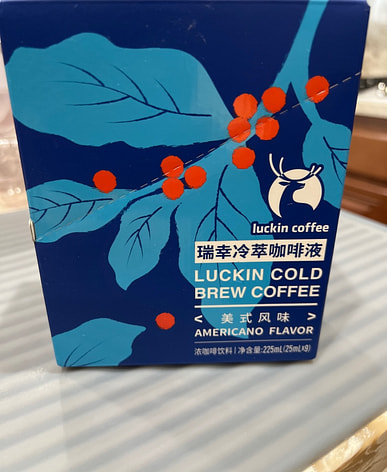 luckin coffee
瑞幸冷萃咖啡液
LUCKIN COLD
BREW COFFEE
< 美式风味 >
AMERICANO FLAVOR
浓咖啡饮料 | 净含量:225mL(25mL×9)